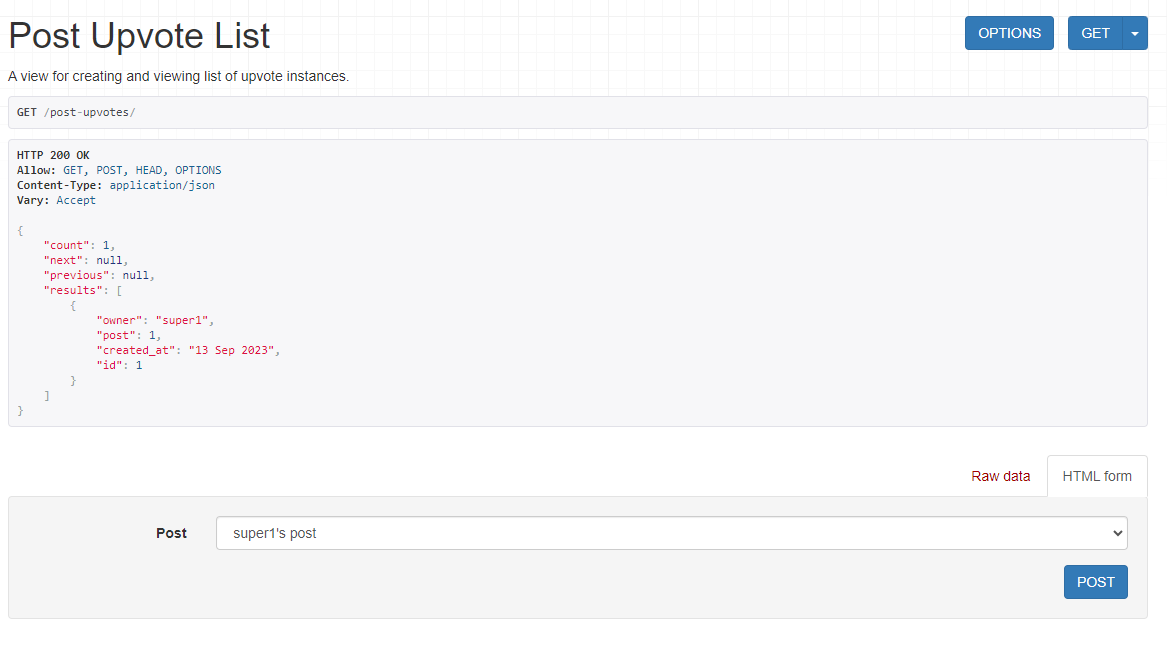 Post Upvote List
OPTIONS
GET
A view for creating and viewing list of upvote instances.
GET /post-upvotes/
HTTP 200 OK
Allow: GET, POST, HEAD, OPTIONS
Content-Type: application/json
Vary: Accept
{
"count": 1,
"next": null,
"previous": null,
"results": [
{
"owner": "super1",
"post": 1,
"created_at": "13 Sep 2023",
"id": 1
}
]
}
Raw data
HTML form
Post
super1's post
POST